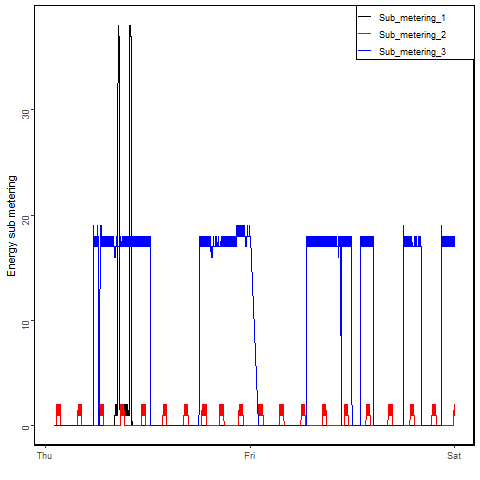 Sub_metering_1
Sub_metering_2
Sub_metering_3
Energy sub metering
30
20
10
0
Thu
Fri
Sat